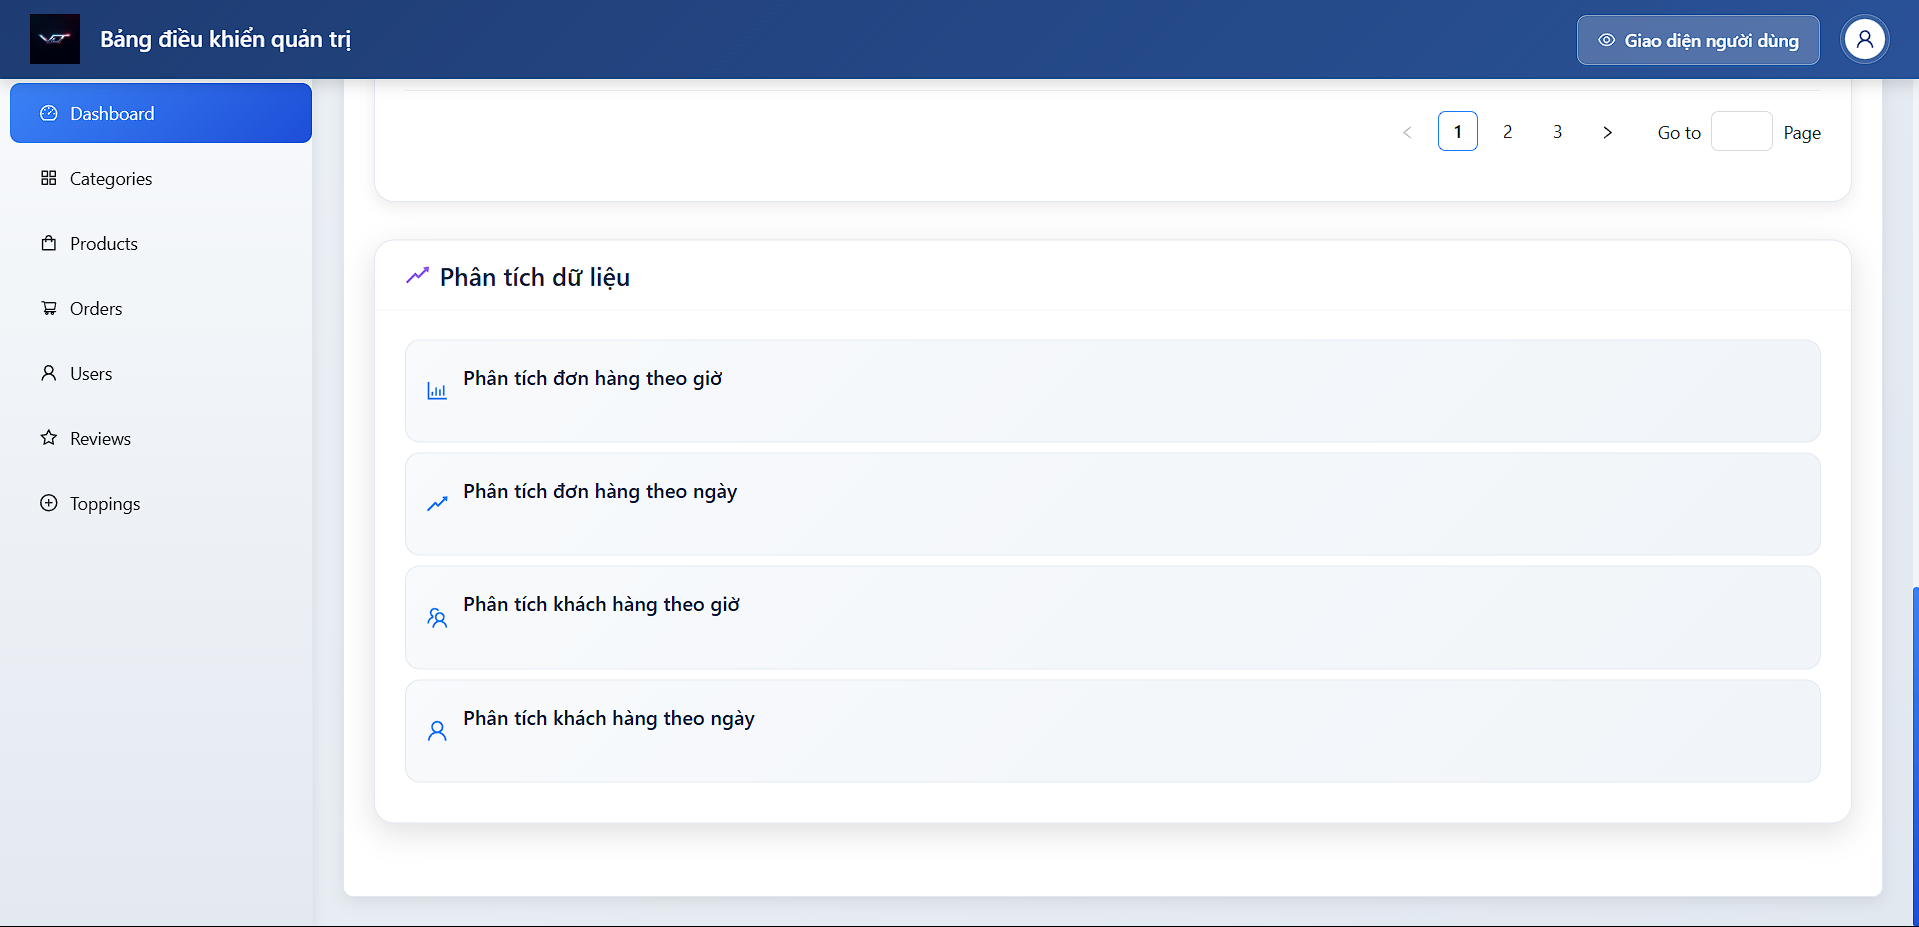 VGT
Bảng điều khiển quản trị
Giao diện người dùng
Dashboard
Categories
Products
Orders
Users
Reviews
Toppings
1 2 3 Go to Page
Phân tích dữ liệu
Phân tích đơn hàng theo giờ
Phân tích đơn hàng theo ngày
Phân tích khách hàng theo giờ
Phân tích khách hàng theo ngày